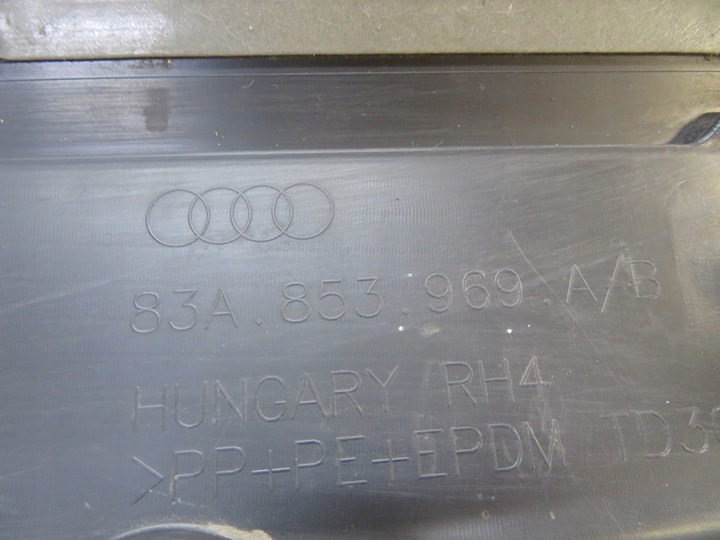 83A.853.969.A/B
HUNGARY RH4
>PP+PE+EPDM